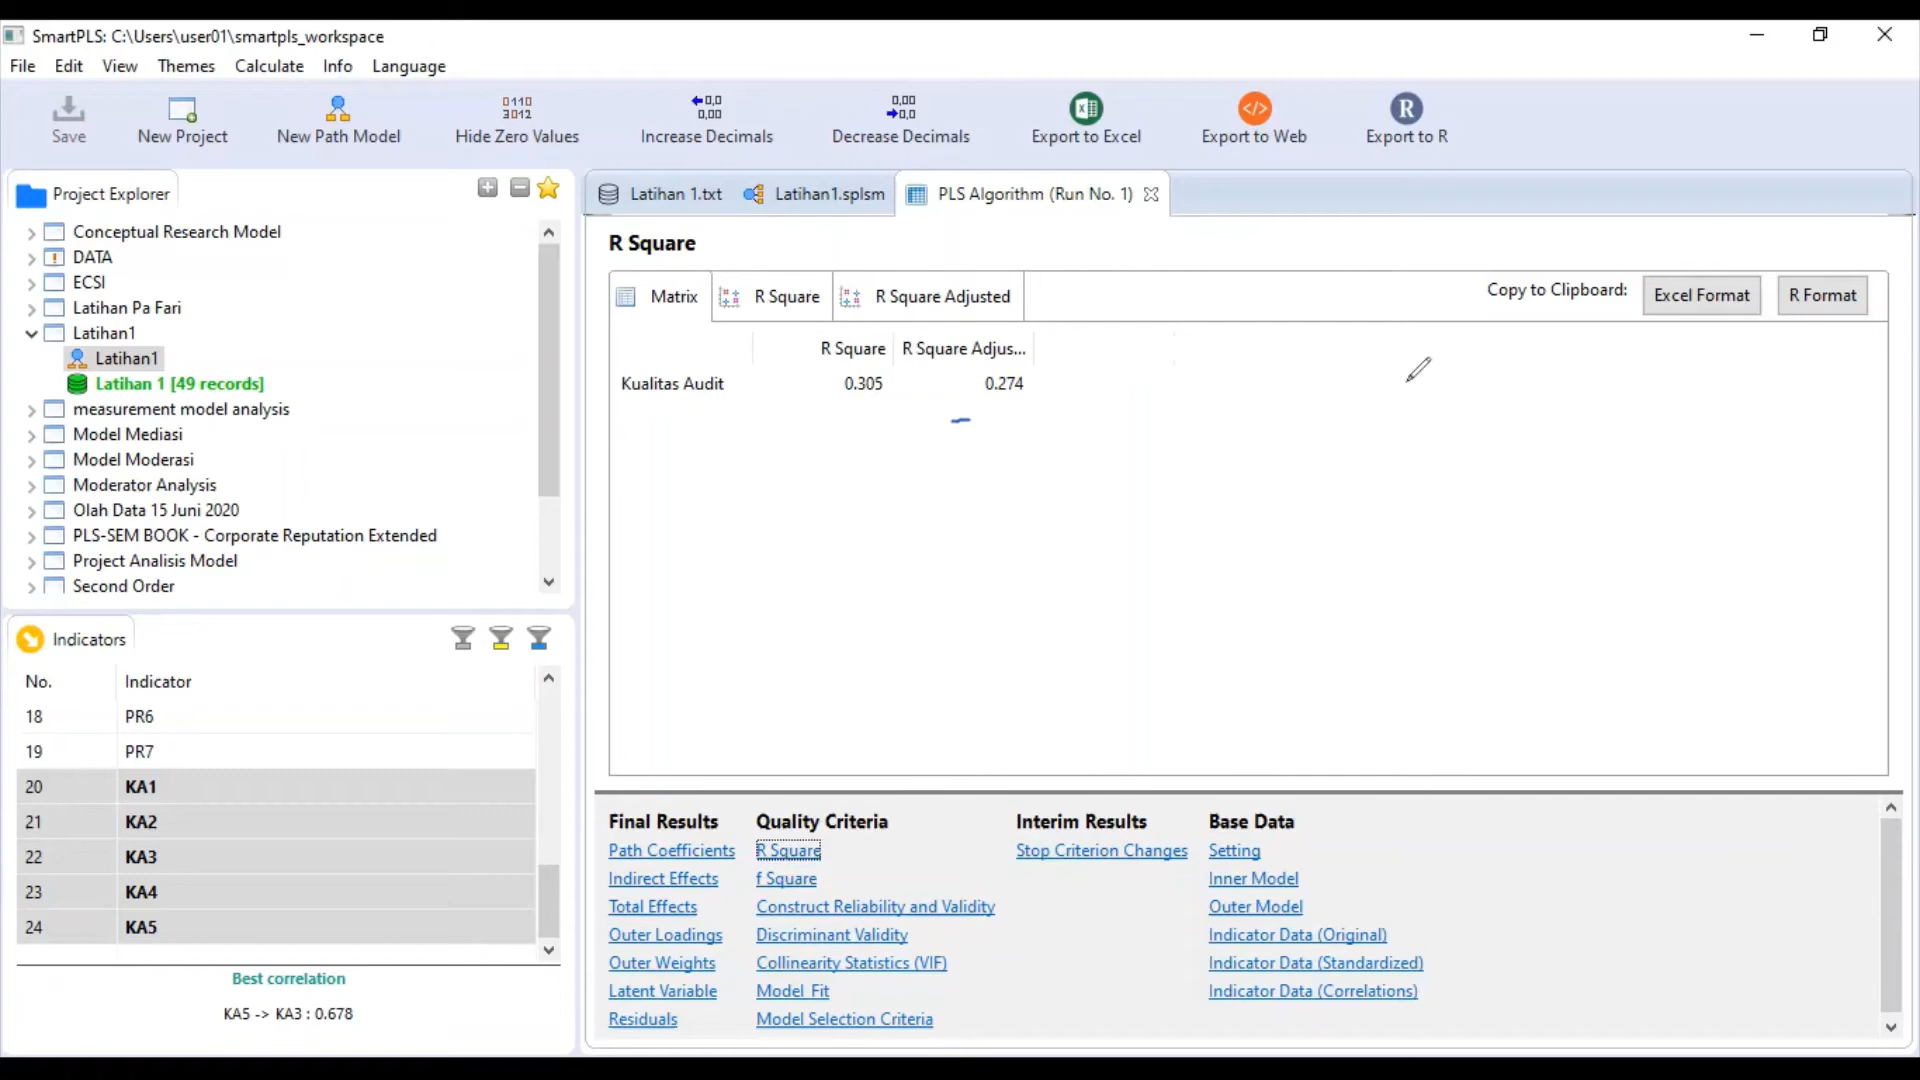 SmartPLS: C:\Users\user01\smartpls_workspace
File Edit View Themes Calculate Info Language
Save New Project New Path Model Hide Zero Values Increase Decimals Decrease Decimals Export to Excel Export to Web Export to R
Project Explorer
Conceptual Research Model
DATA
ECSI
Latihan Pa Fari
Latihan1
Latihan1
Latihan 1 [49 records]
measurement model analysis
Model Mediasi
Model Moderasi
Moderator Analysis
Olah Data 15 Juni 2020
PLS-SEM BOOK - Corporate Reputation Extended
Project Analisis Model
Second Order
Indicators
No. Indicator
18 PR6
19 PR7
20 KA1
21 KA2
22 KA3
23 KA4
24 KA5
Best correlation
KA5 -> KA3 : 0.678
Latihan 1.txt Latihan1.splsm PLS Algorithm (Run No. 1)
R Square
Matrix R Square R Square Adjusted Copy to Clipboard: Excel Format R Format
R Square R Square Adjus...
Kualitas Audit 0.305 0.274
Final Results Quality Criteria Interim Results Base Data
Path Coefficients R Square Stop Criterion Changes Setting
Indirect Effects f Square Inner Model
Total Effects Construct Reliability and Validity Outer Model
Outer Loadings Discriminant Validity Indicator Data (Original)
Outer Weights Collinearity Statistics (VIF) Indicator Data (Standardized)
Latent Variable Model_Fit Indicator Data (Correlations)
Residuals Model Selection Criteria